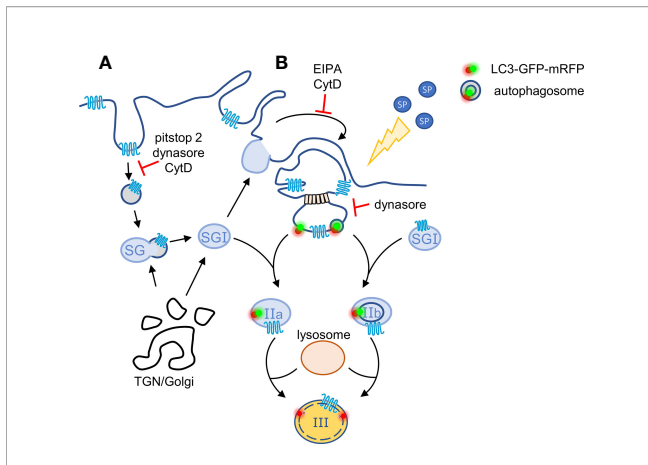 A
B
EIPA
CytD
LC3-GFP-mRFP
autophagosome
SP
SP
SP
pitstop 2
dynasore
CytD
dynasore
SG
SGI
SGI
IIa
IIb
lysosome
TGN/Golgi
III